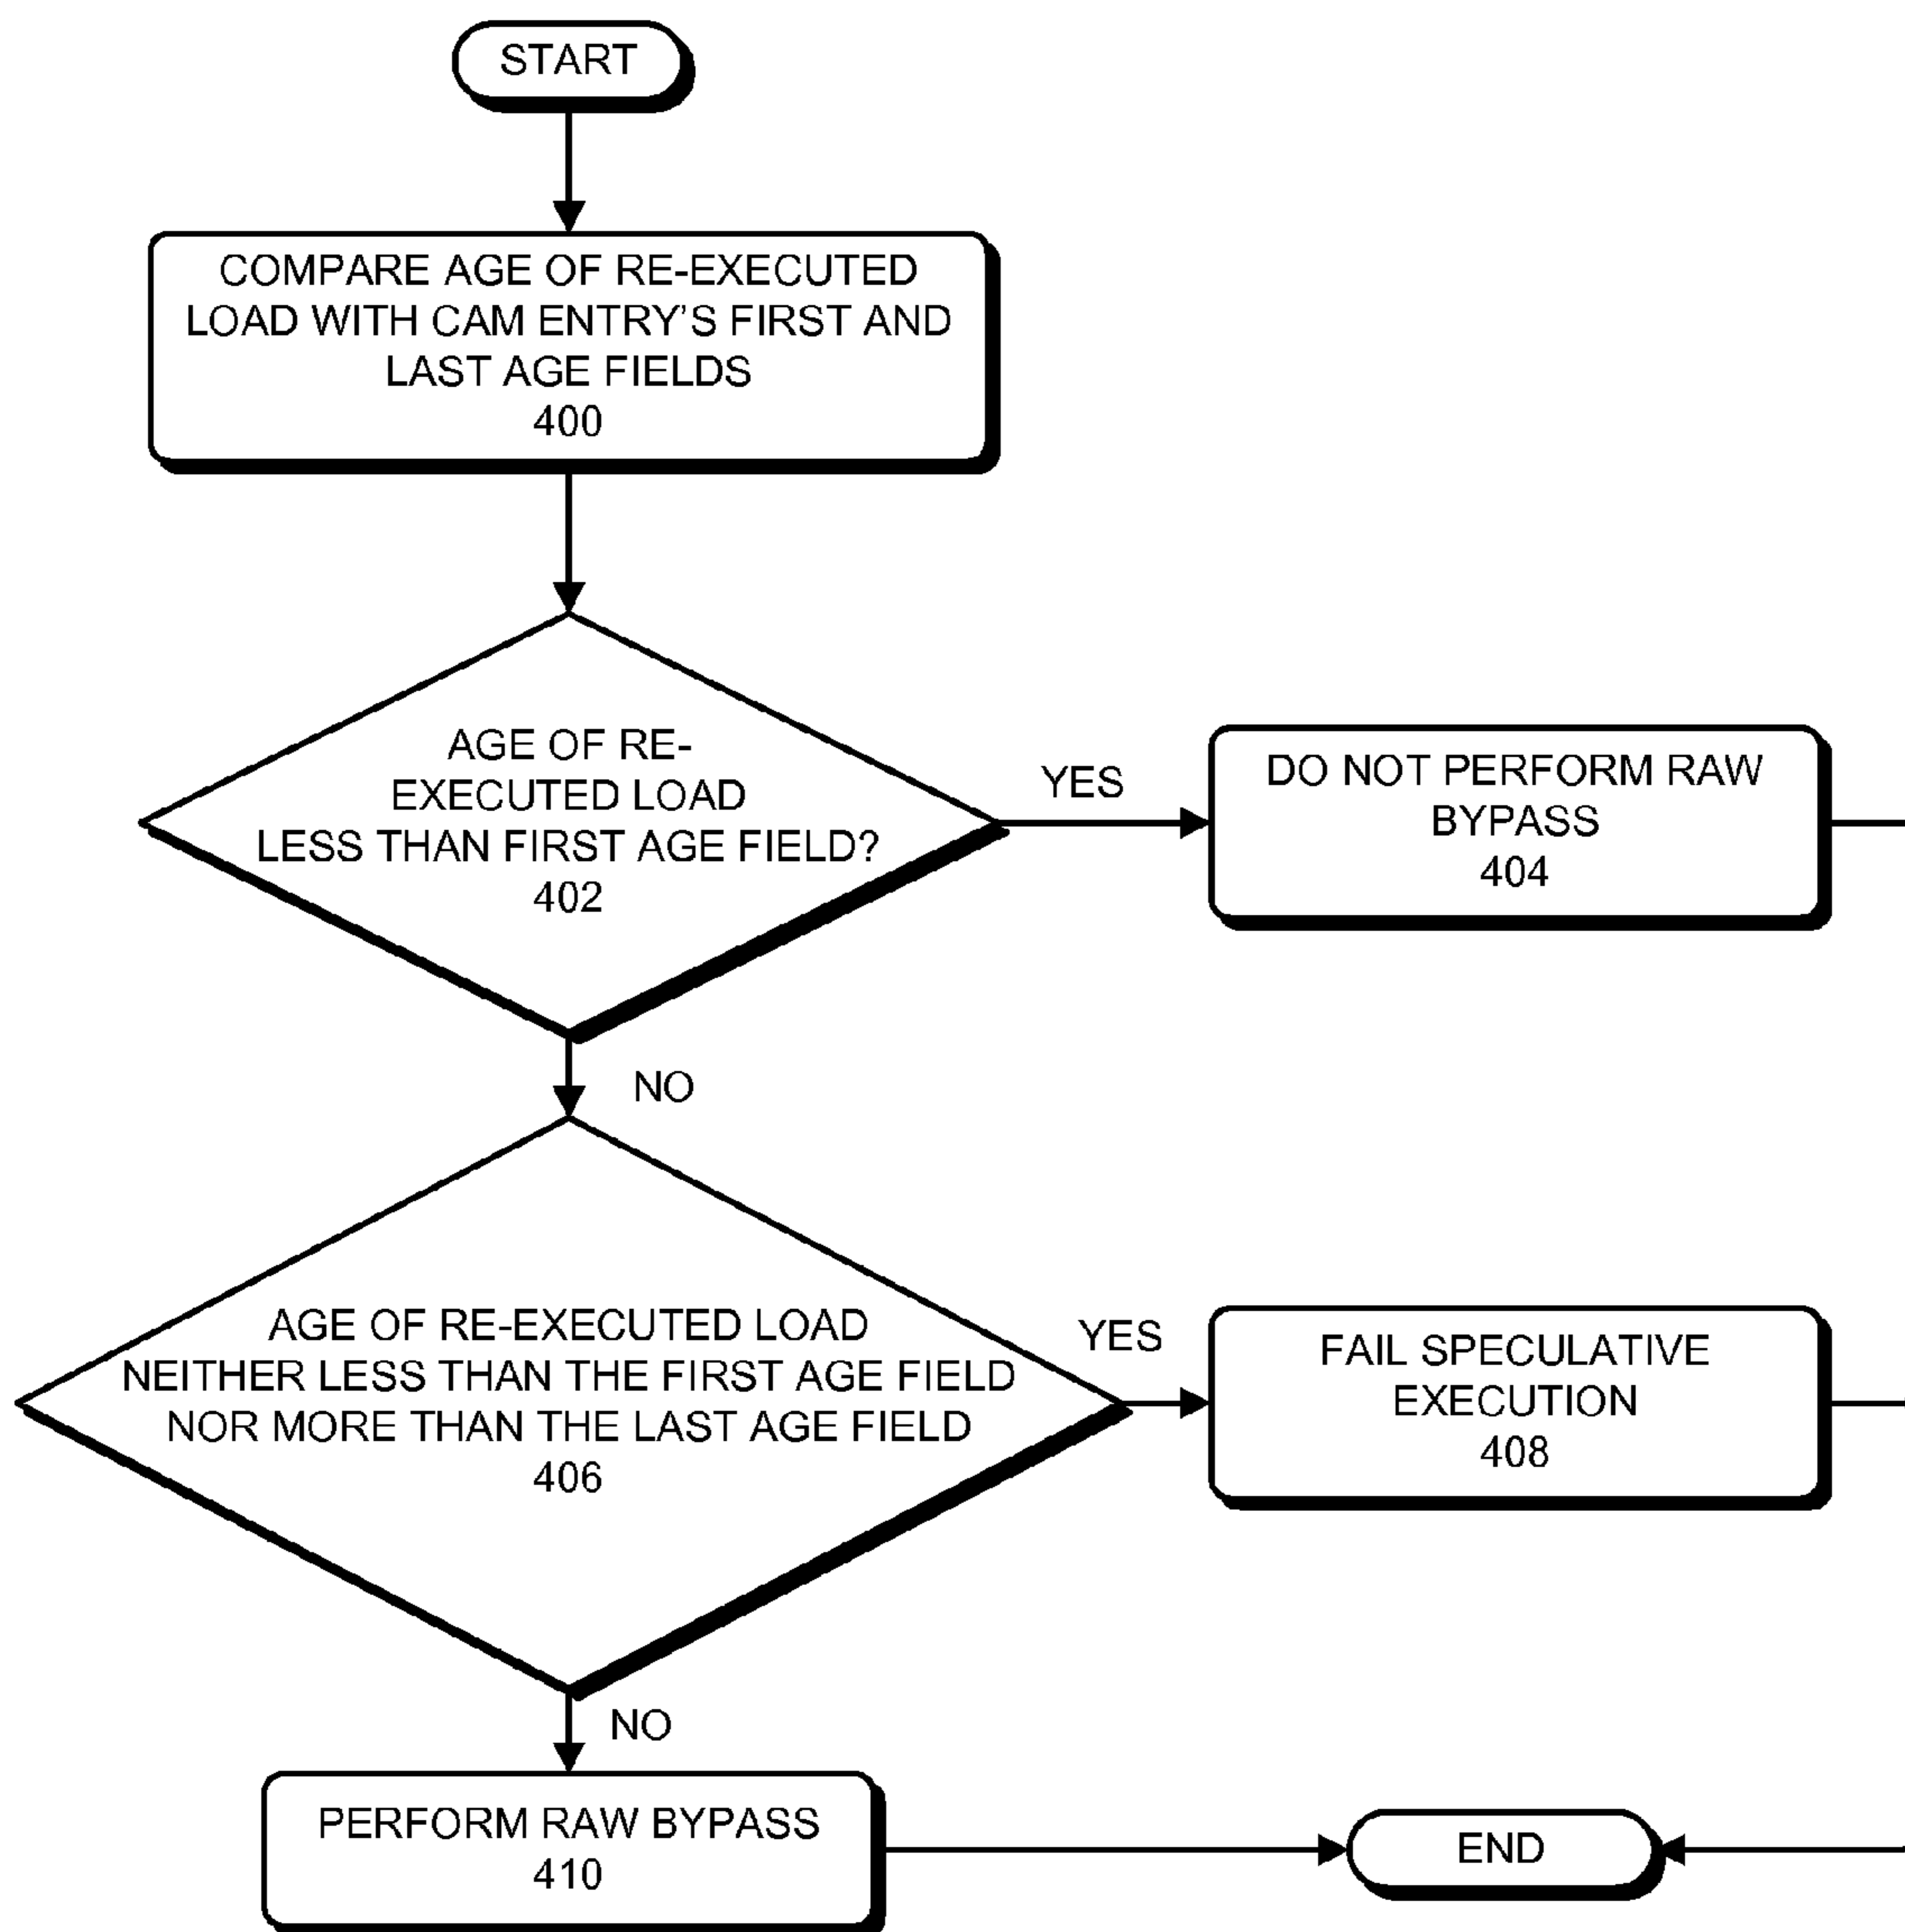 START
COMPARE AGE OF RE-EXECUTED
LOAD WITH CAM ENTRY'S FIRST AND
LAST AGE FIELDS
400
AGE OF RE-
EXECUTED LOAD
LESS THAN FIRST AGE FIELD?
402
YES
DO NOT PERFORM RAW
BYPASS
404
NO
AGE OF RE-EXECUTED LOAD
NEITHER LESS THAN THE FIRST AGE FIELD
NOR MORE THAN THE LAST AGE FIELD
406
YES
FAIL SPECULATIVE
EXECUTION
408
NO
PERFORM RAW BYPASS
410
END